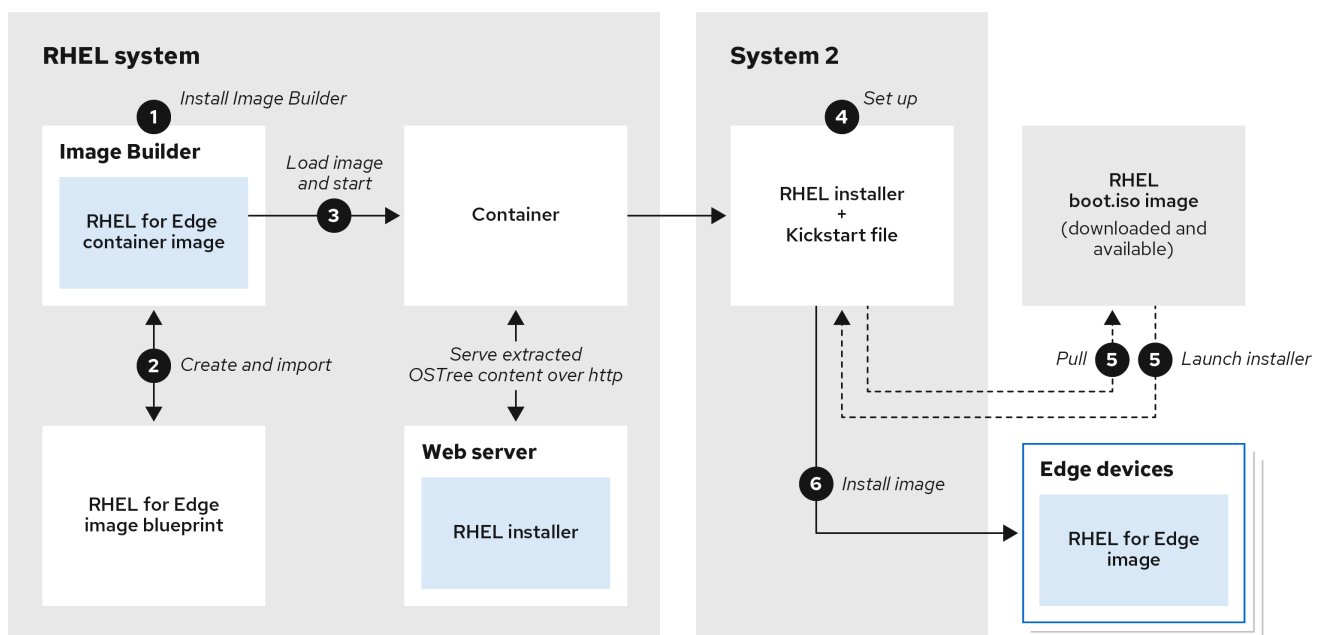 RHEL system
1
Install Image Builder
Image Builder
RHEL for Edge
container image
Load image
and start
3
Container
2
Create and import
Serve extracted
OSTree content over http
RHEL for Edge
image blueprint
Web server
RHEL installer
System 2
4
Set up
RHEL installer
+
Kickstart file
RHEL
boot.iso image
(downloaded and
available)
Pull
5
5
Launch installer
6
Install image
Edge devices
RHEL for Edge
image